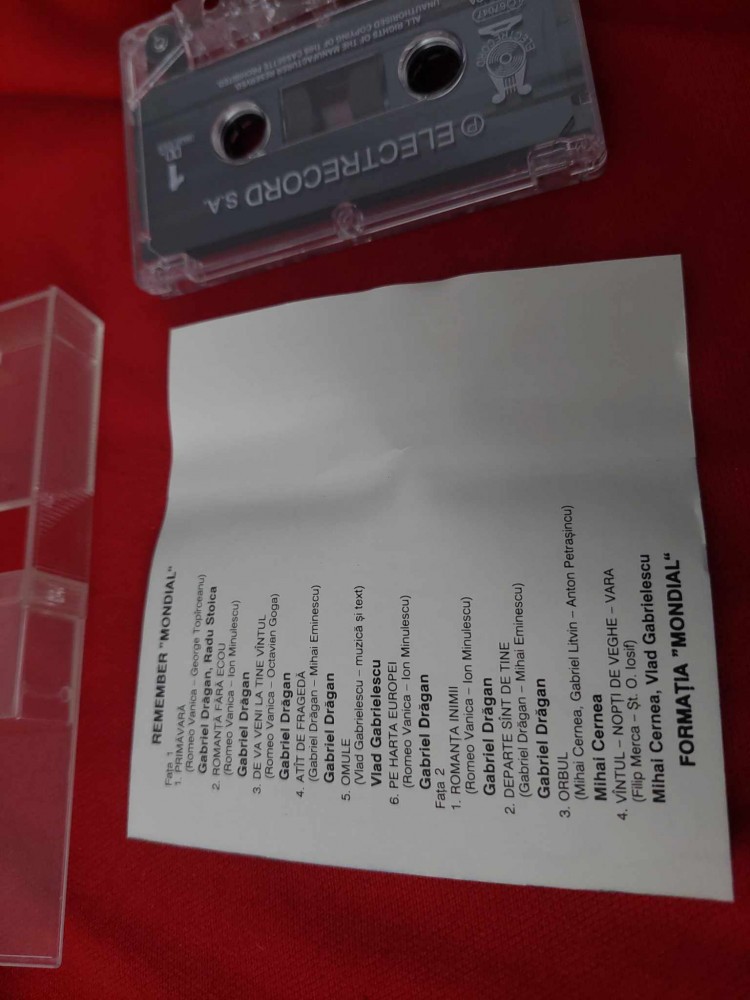 ALL RIGHTS OF THE MANUFACTURER RESERVED
UNAUTHORISED COPYING OF THE CASSETTE PROHIBITED
ELECTRECORD
1
Ⓟ ELECTRECORD S.A.
REMEMBER "MONDIAL"
Fața 1
1. PRIMĂVARĂ
(Romeo Vanica – George Topîrceanu)
Gabriel Drăgan, Radu Stoica
2. ROMANȚĂ FĂRĂ ECOU
(Romeo Vanica – Ion Minulescu)
Gabriel Drăgan
3. DE VA VENI LA TINE VÎNTUL
(Romeo Vanica – Octavian Goga)
Gabriel Drăgan
4. ATÎT DE FRAGEDĂ
(Gabriel Drăgan – Mihai Eminescu)
Gabriel Drăgan
5. OMULE
(Vlad Gabrielescu – muzică și text)
Vlad Gabrielescu
6. PE HARTA EUROPEI
(Romeo Vanica – Ion Minulescu)
Gabriel Drăgan
Fața 2
1. ROMANȚA INIMII
(Romeo Vanica – Ion Minulescu)
Gabriel Drăgan
2. DEPARTE SÎNT DE TINE
(Gabriel Drăgan – Mihai Eminescu)
Gabriel Drăgan
3. ORBUL
(Mihai Cernea, Gabriel Litvin – Anton Petrașincu)
Mihai Cernea
4. VÎNTUL – NOPȚI DE VEGHE – VARA
(Filip Merca – Șt. O. Iosif)
Mihai Cernea, Vlad Gabrielescu
FORMAȚIA "MONDIAL"